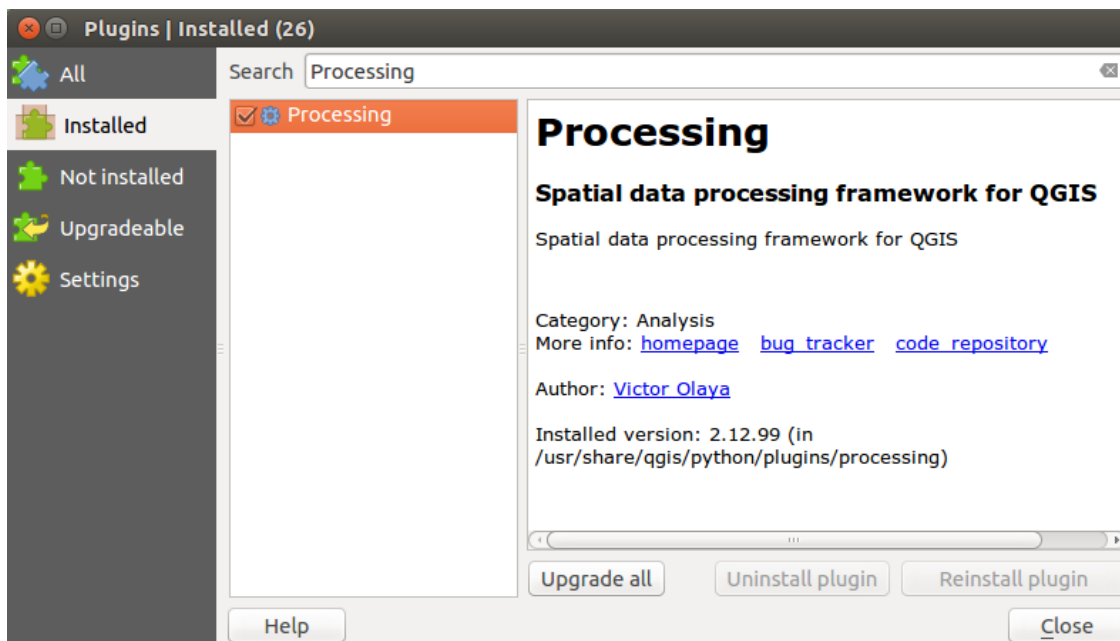 Plugins | Installed (26)
All
Installed
Not installed
Upgradeable
Settings
Search Processing
Processing
Processing
Spatial data processing framework for QGIS
Spatial data processing framework for QGIS
Category: Analysis
More info: homepage bug tracker code repository
Author: Victor Olaya
Installed version: 2.12.99 (in
/usr/share/qgis/python/plugins/processing)
Upgrade all Uninstall plugin Reinstall plugin
Help Close